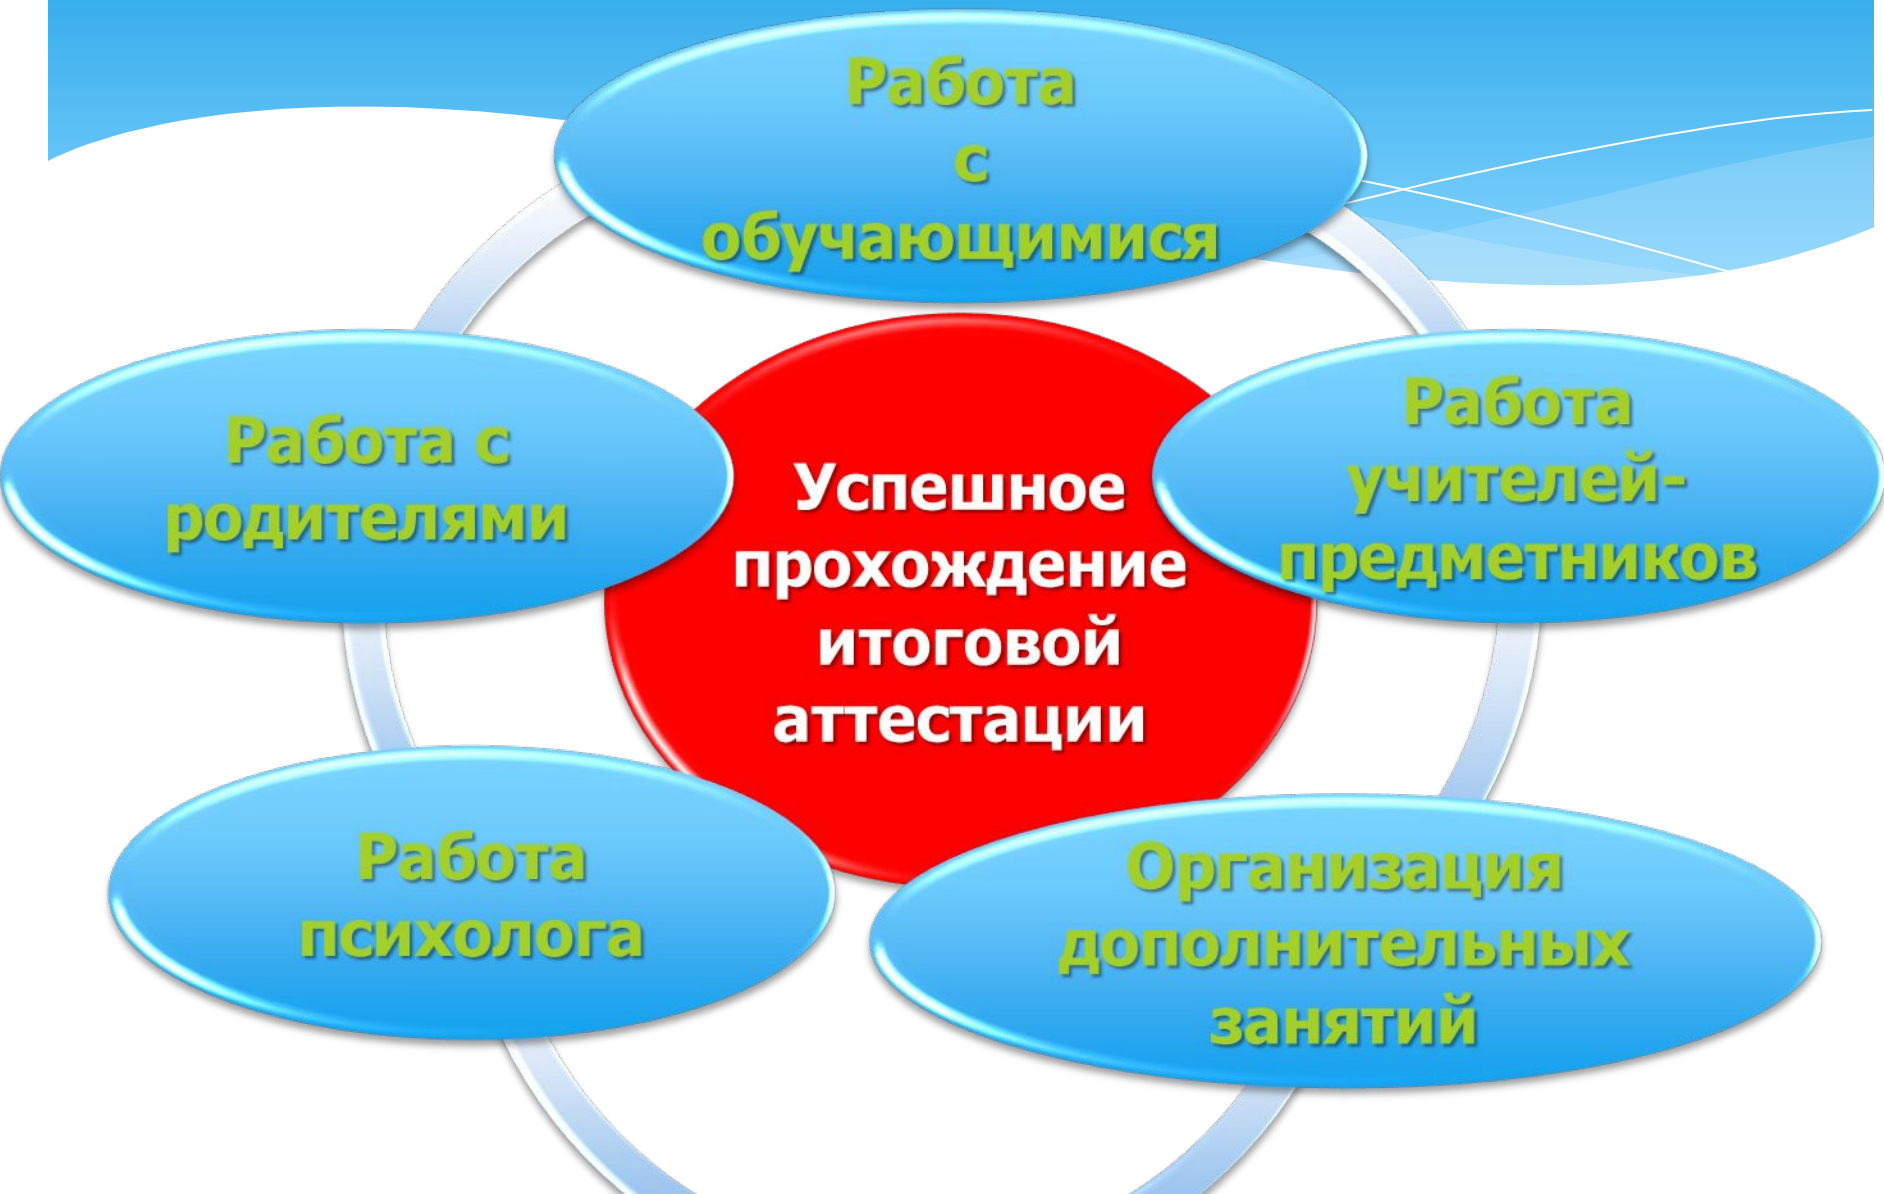 Работа
с
обучающимися
Работа с
родителями
Успешное
прохождение
итоговой
аттестации
Работа
учителей-
предметников
Работа
психолога
Организация
дополнительных
занятий